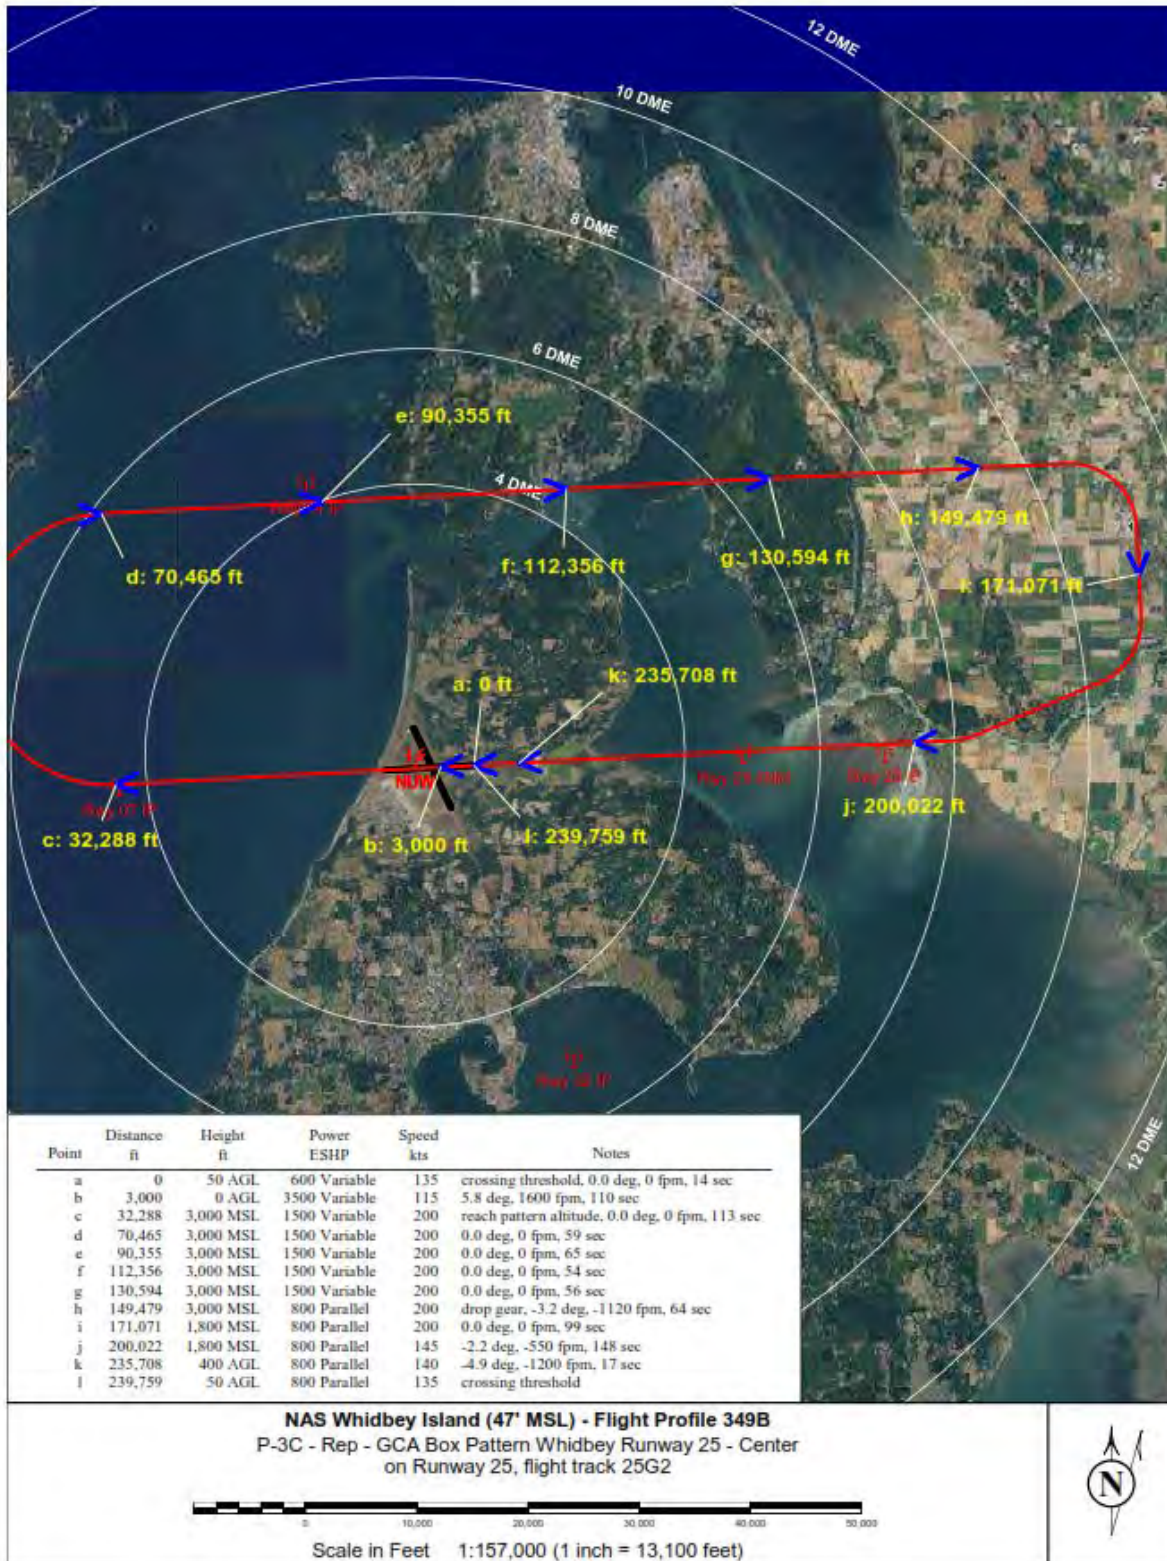 12 DME
10 DME
8 DME
6 DME
e: 90,355 ft
4 DME
h: 149,479 ft
g: 130,594 ft
f: 112,356 ft
d: 70,465 ft
i: 171,071 ft
k: 235,708 ft
a: 0 ft
NUW
j: 200,022 ft
c: 32,288 ft
b: 3,000 ft
l: 239,759 ft
12 DME
Point Distance ft Height ft Power ESHP Speed kts Notes
a 0 50 AGL 600 Variable 135 crossing threshold, 0.0 deg, 0 fpm, 14 sec
b 3,000 0 AGL 3500 Variable 115 5.8 deg, 1600 fpm, 110 sec
c 32,288 3,000 MSL 1500 Variable 200 reach pattern altitude, 0.0 deg, 0 fpm, 113 sec
d 70,465 3,000 MSL 1500 Variable 200 0.0 deg, 0 fpm, 59 sec
e 90,355 3,000 MSL 1500 Variable 200 0.0 deg, 0 fpm, 65 sec
f 112,356 3,000 MSL 1500 Variable 200 0.0 deg, 0 fpm, 54 sec
g 130,594 3,000 MSL 1500 Variable 200 0.0 deg, 0 fpm, 56 sec
h 149,479 3,000 MSL 800 Parallel 200 drop gear, -3.2 deg, -1120 fpm, 64 sec
i 171,071 1,800 MSL 800 Parallel 200 0.0 deg, 0 fpm, 99 sec
j 200,022 1,800 MSL 800 Parallel 145 -2.2 deg, -550 fpm, 148 sec
k 235,708 400 AGL 800 Parallel 140 -4.9 deg, -1200 fpm, 17 sec
l 239,759 50 AGL 800 Parallel 135 crossing threshold
NAS Whidbey Island (47' MSL) - Flight Profile 349B
P-3C - Rep - GCA Box Pattern Whidbey Runway 25 - Center
on Runway 25, flight track 25G2
0 10,000 20,000 30,000 40,000 50,000
Scale in Feet 1:157,000 (1 inch = 13,100 feet)
N